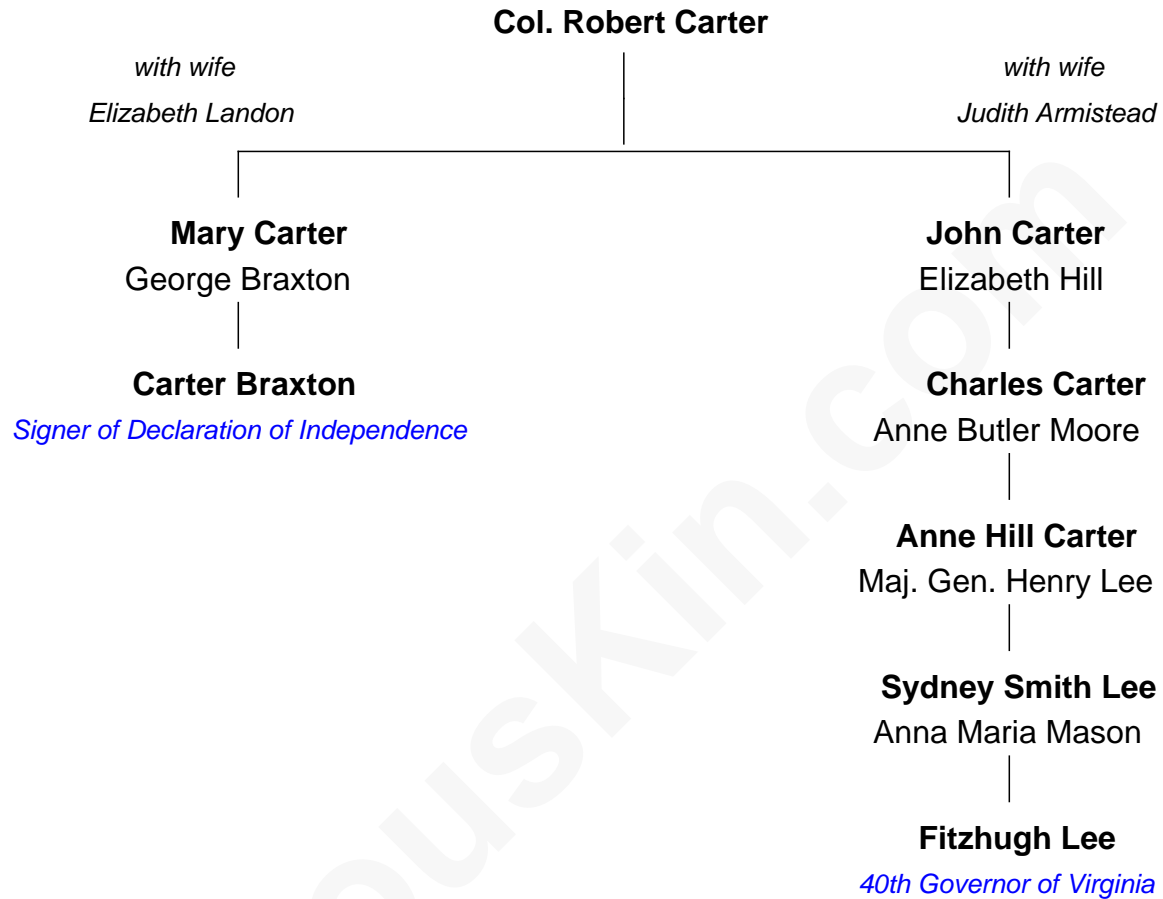 Col. Robert Carter
with wife
Elizabeth Landon
with wife
Judith Armistead
Mary Carter
George Braxton
Carter Braxton
Signer of Declaration of Independence
John Carter
Elizabeth Hill
Charles Carter
Anne Butler Moore
Anne Hill Carter
Maj. Gen. Henry Lee
Sydney Smith Lee
Anna Maria Mason
Fitzhugh Lee
40th Governor of Virginia
ousKin.com